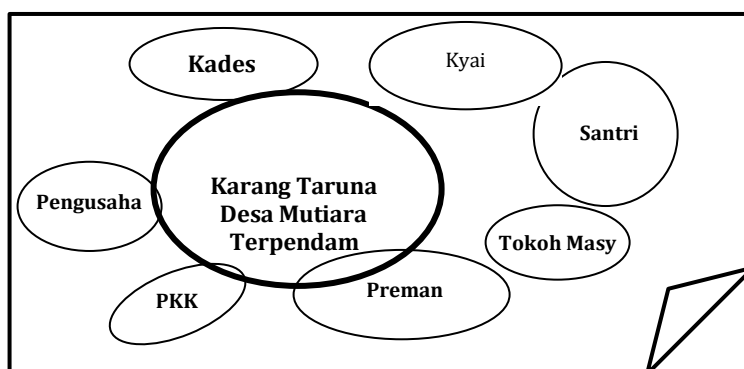 Kades
Kyai
Santri
Pengusaha
Karang Taruna
Desa Mutiara
Terpendam
Tokoh Masy
PKK
Preman